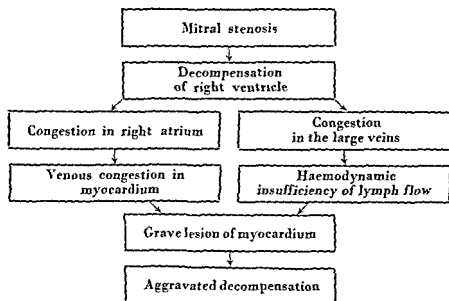 Mitral stenosis
Decompensation
of right ventricle
Congestion in right atrium
Congestion
in the large veins
Venous congestion in
myocardium
Haemodynamic
insufficiency of lymph flow
Grave lesion of myocardium
Aggravated decompensation